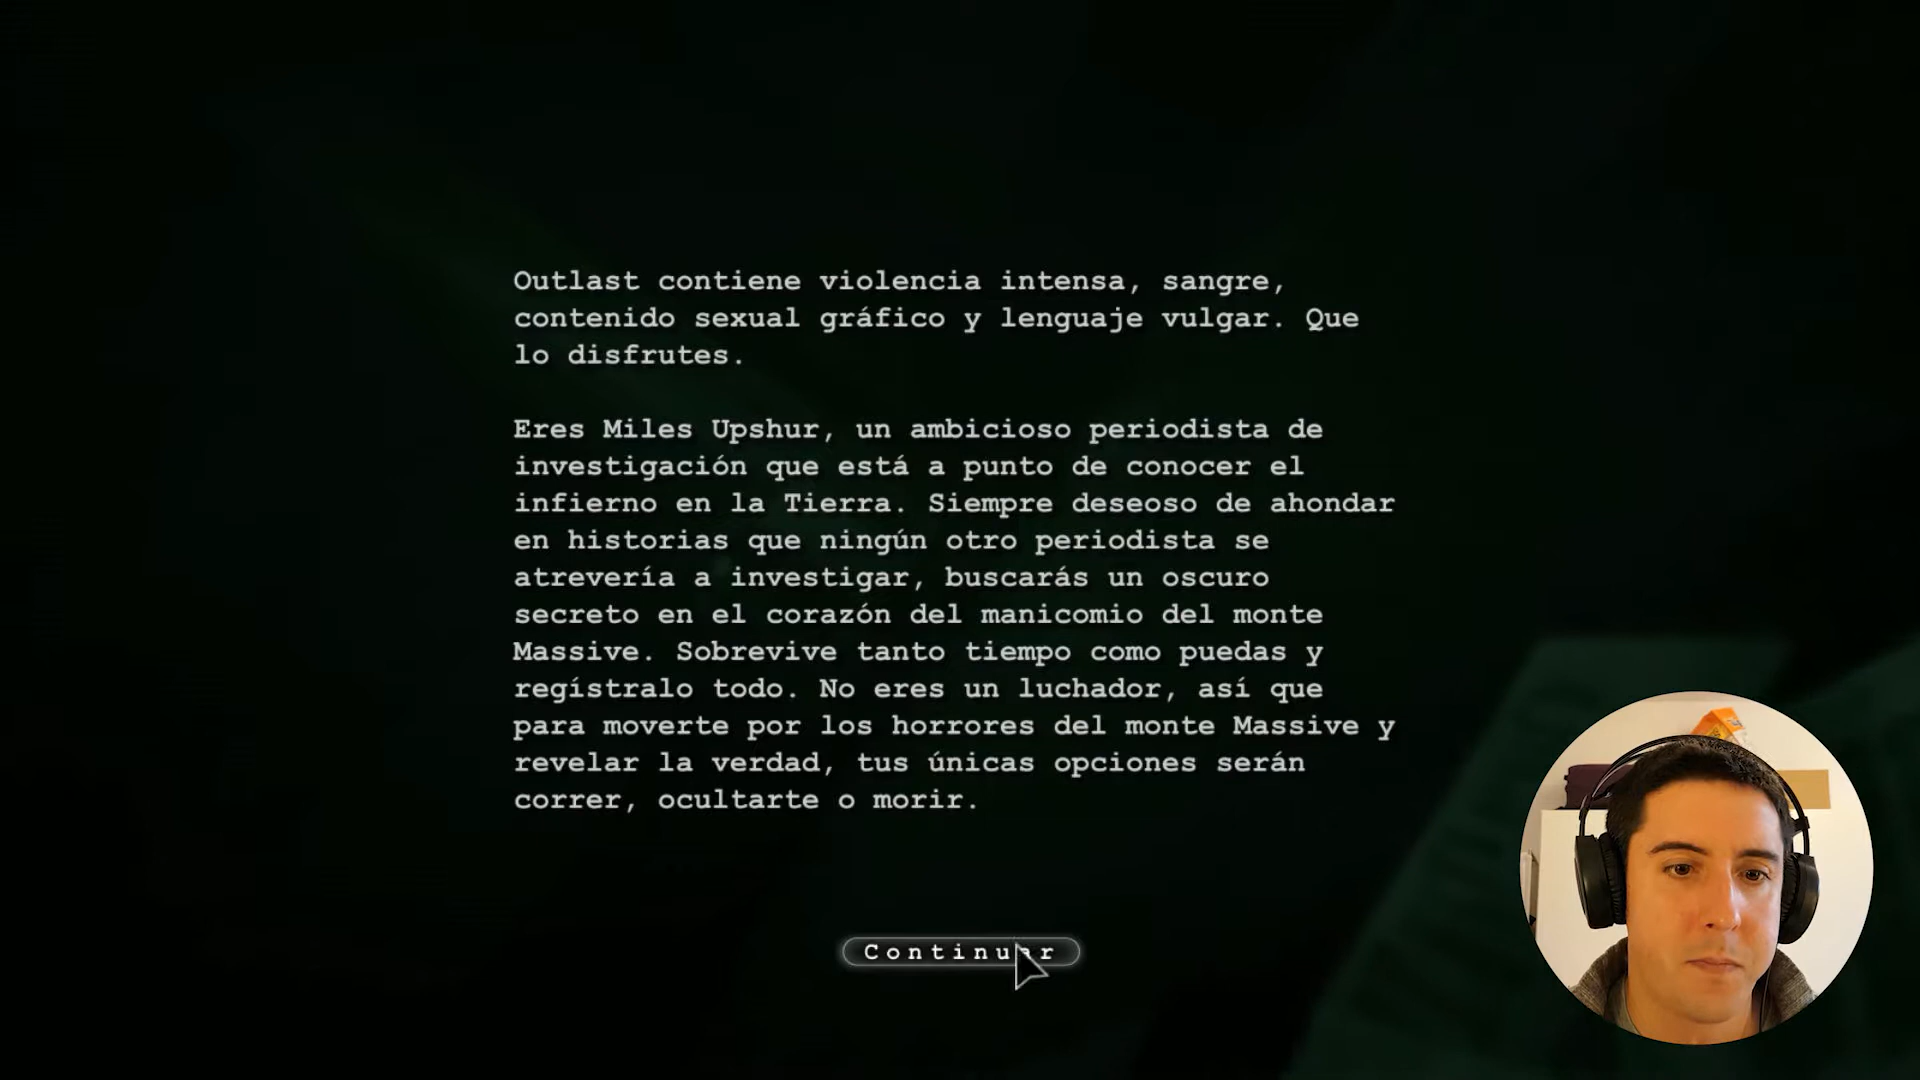 Outlast contiene violencia intensa, sangre,
contenido sexual gráfico y lenguaje vulgar. Que
lo disfrutes.
Eres Miles Upshur, un ambicioso periodista de
investigación que está a punto de conocer el
infierno en la Tierra. Siempre deseoso de ahondar
en historias que ningún otro periodista se
atrevería a investigar, buscarás un oscuro
secreto en el corazón del manicomio del monte
Massive. Sobrevive tanto tiempo como puedas y
regístralo todo. No eres un luchador, así que
para moverte por los horrores del monte Massive y
revelar la verdad, tus únicas opciones serán
correr, ocultarte o morir.
Continuar